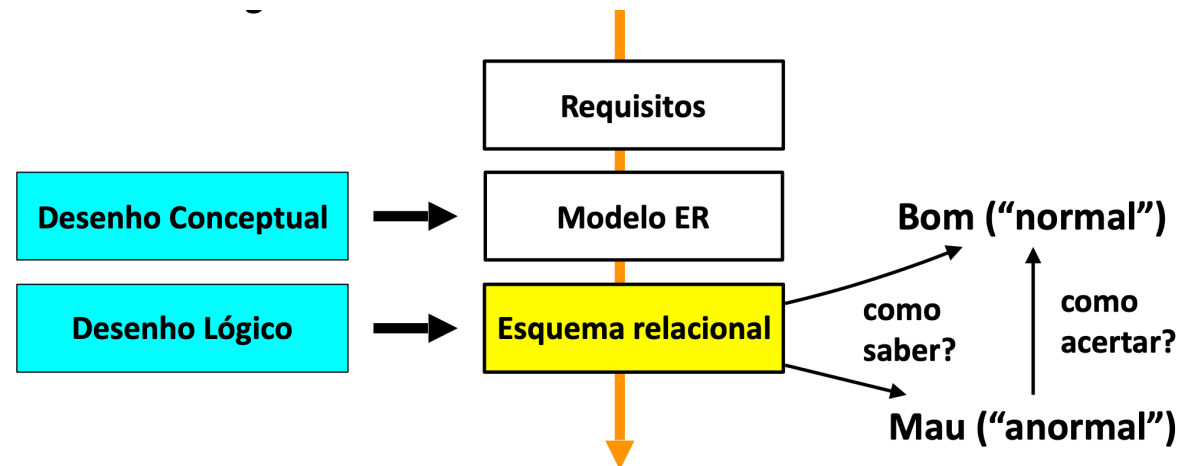 Requisitos
Desenho Conceptual
Modelo ER
Bom (“normal”)
Desenho Lógico
Esquema relacional
como
saber?
como
acertar?
Mau (“anormal”)